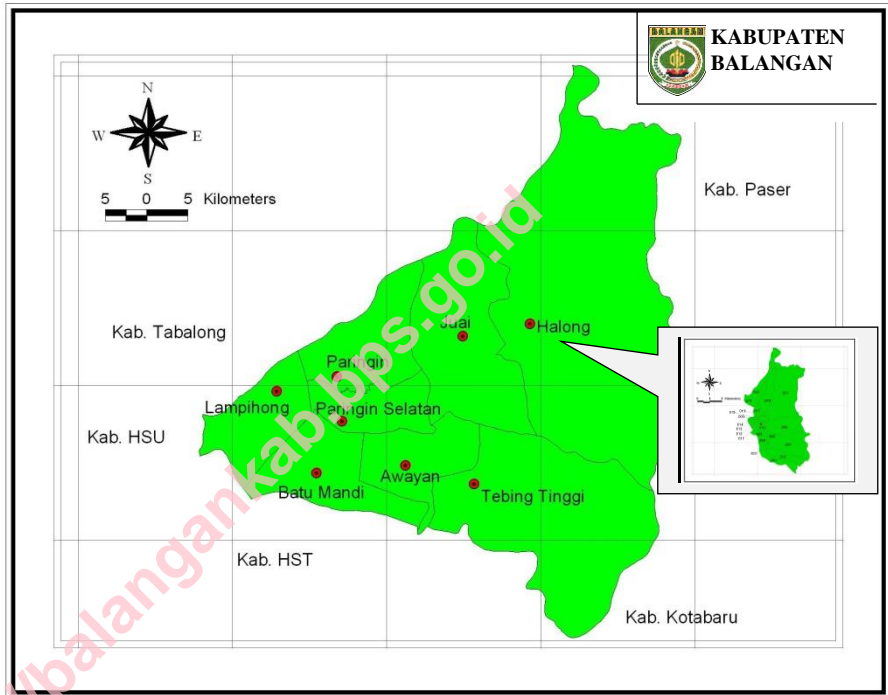 KABUPATEN
BALANGAN
BALANGAN
N
W E
S
5 0 5 Kilometers
Kab. Paser
Kab. Tabalong
Juai
Halong
Paringin
Lampihong
Paringin Selatan
Kab. HSU
Awayan
Batu Mandi
Tebing Tinggi
Kab. HST
Kab. Kotabaru
/balangankab.bps.go.id